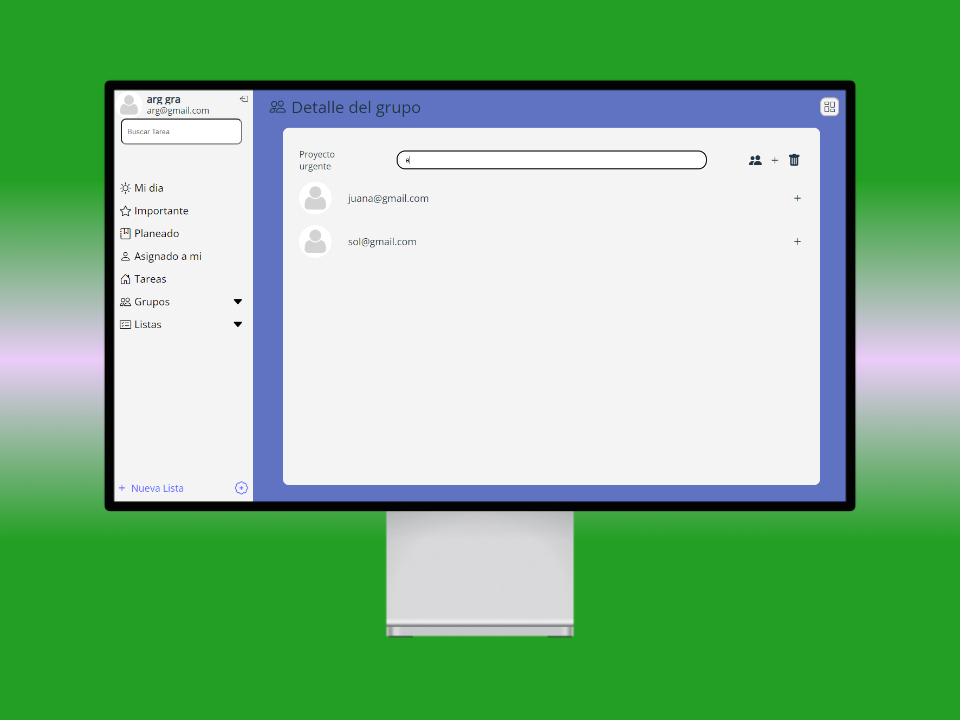 arg gra
arg@gmail.com
Buscar Tarea
Mi dia
Importante
Planeado
Asignado a mi
Tareas
Grupos
Listas
+ Nueva Lista
Detalle del grupo
Proyecto
urgente
juana@gmail.com
+
sol@gmail.com
+